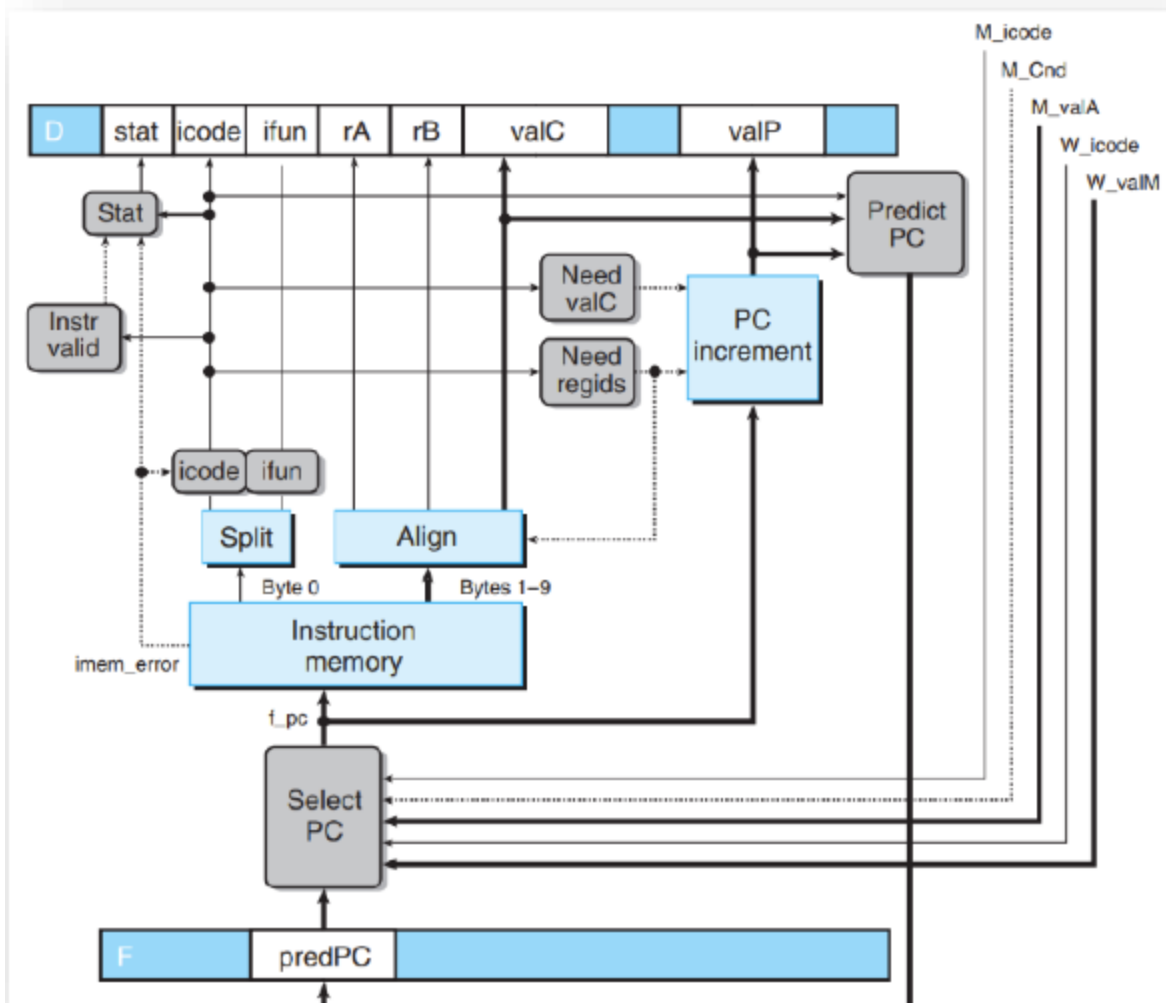 M_icode
M_Cnd
M_valA
W_icode
W_valM
D stat icode ifun rA rB valC valP
Stat
Predict
PC
Need
valC
Instr
valid
PC
increment
Need
regids
icode ifun
Split
Align
Byte 0
Bytes 1–9
Instruction
memory
imem_error
f_pc
Select
PC
F predPC